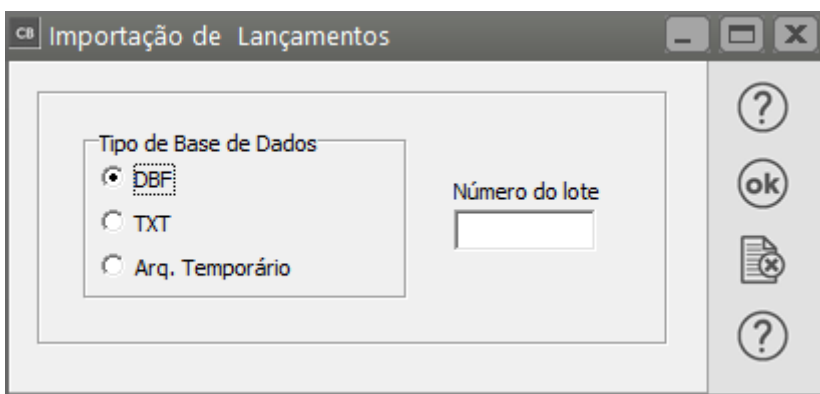 CB Importação de Lançamentos
Tipo de Base de Dados
DBF
TXT
Arq. Temporário
Número do lote
?
ok
?